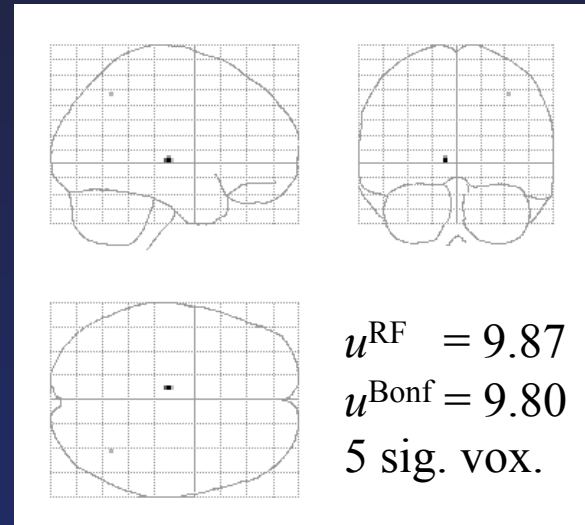 u^RF = 9.87
u^Bonf = 9.80
5 sig. vox.